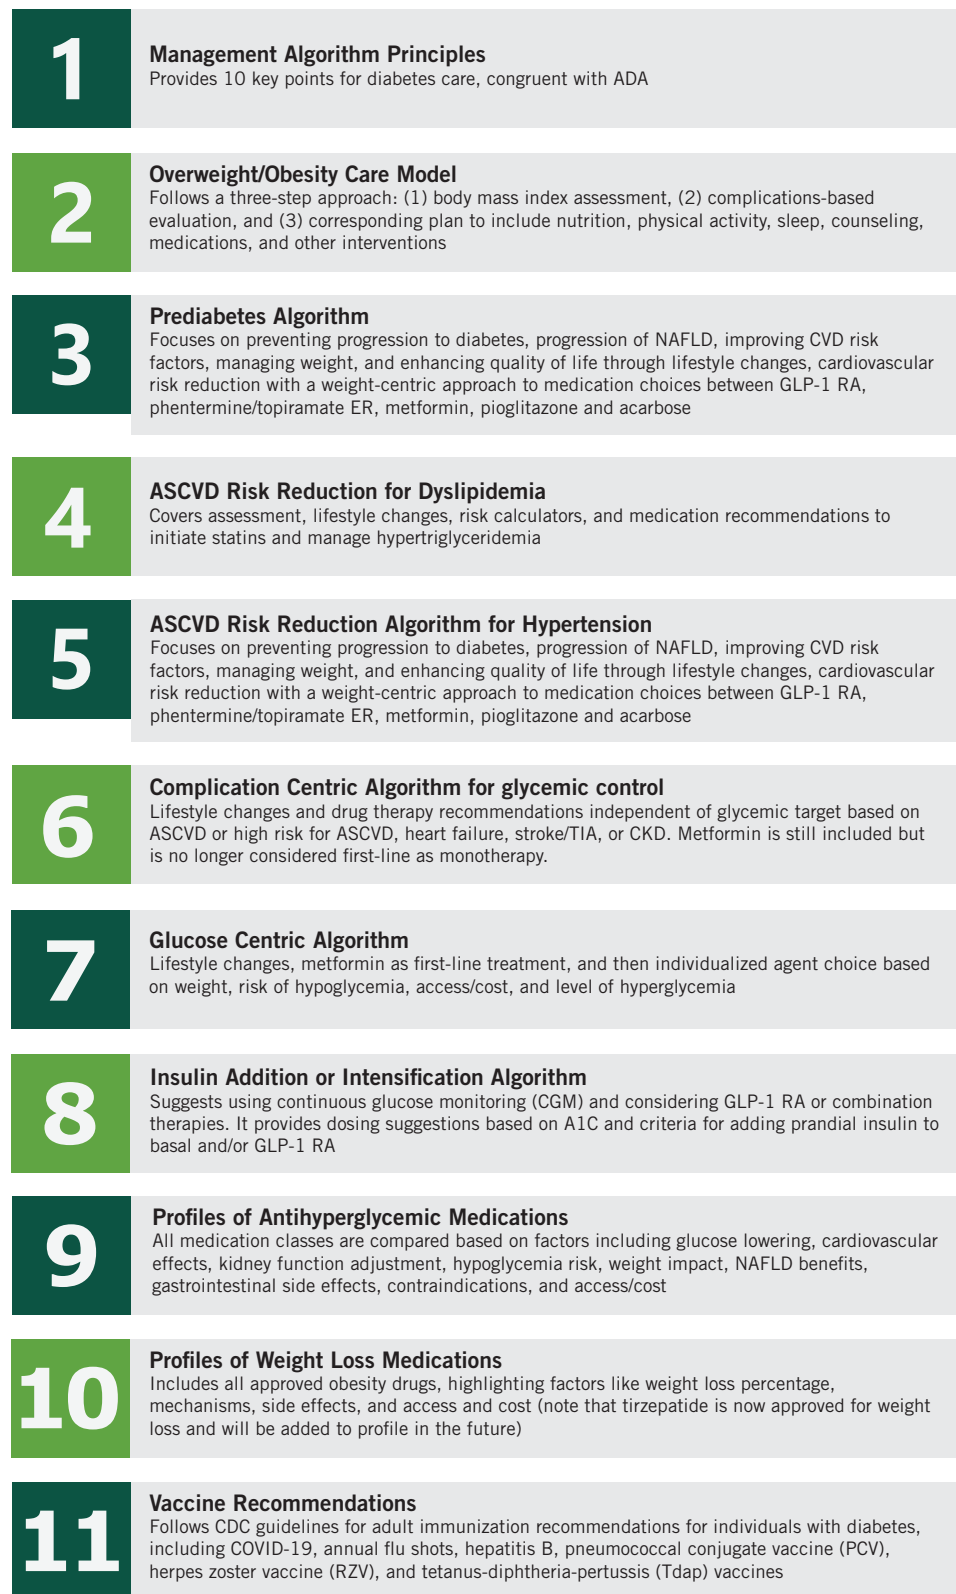 1
Management Algorithm Principles
Provides 10 key points for diabetes care, congruent with ADA
2
Overweight/Obesity Care Model
Follows a three-step approach: (1) body mass index assessment, (2) complications-based
evaluation, and (3) corresponding plan to include nutrition, physical activity, sleep, counseling,
medications, and other interventions
3
Prediabetes Algorithm
Focuses on preventing progression to diabetes, progression of NAFLD, improving CVD risk
factors, managing weight, and enhancing quality of life through lifestyle changes, cardiovascular
risk reduction with a weight-centric approach to medication choices between GLP-1 RA,
phentermine/topiramate ER, metformin, pioglitazone and acarbose
4
ASCVD Risk Reduction for Dyslipidemia
Covers assessment, lifestyle changes, risk calculators, and medication recommendations to
initiate statins and manage hypertriglyceridemia
5
ASCVD Risk Reduction Algorithm for Hypertension
Focuses on preventing progression to diabetes, progression of NAFLD, improving CVD risk
factors, managing weight, and enhancing quality of life through lifestyle changes, cardiovascular
risk reduction with a weight-centric approach to medication choices between GLP-1 RA,
phentermine/topiramate ER, metformin, pioglitazone and acarbose
6
Complication Centric Algorithm for glycemic control
Lifestyle changes and drug therapy recommendations independent of glycemic target based on
ASCVD or high risk for ASCVD, heart failure, stroke/TIA, or CKD. Metformin is still included but
is no longer considered first-line as monotherapy.
7
Glucose Centric Algorithm
Lifestyle changes, metformin as first-line treatment, and then individualized agent choice based
on weight, risk of hypoglycemia, access/cost, and level of hyperglycemia
8
Insulin Addition or Intensification Algorithm
Suggests using continuous glucose monitoring (CGM) and considering GLP-1 RA or combination
therapies. It provides dosing suggestions based on A1C and criteria for adding prandial insulin to
basal and/or GLP-1 RA
9
Profiles of Antihyperglycemic Medications
All medication classes are compared based on factors including glucose lowering, cardiovascular
effects, kidney function adjustment, hypoglycemia risk, weight impact, NAFLD benefits,
gastrointestinal side effects, contraindications, and access/cost
10
Profiles of Weight Loss Medications
Includes all approved obesity drugs, highlighting factors like weight loss percentage,
mechanisms, side effects, and access and cost (note that tirzepatide is now approved for weight
loss and will be added to profile in the future)
11
Vaccine Recommendations
Follows CDC guidelines for adult immunization recommendations for individuals with diabetes,
including COVID-19, annual flu shots, hepatitis B, pneumococcal conjugate vaccine (PCV),
herpes zoster vaccine (RZV), and tetanus-diphtheria-pertussis (Tdap) vaccines